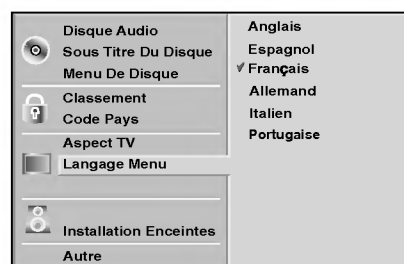 Disque Audio
Sous Titre Du Disque
Menu De Disque
Classement
Code Pays
Aspect TV
Langage Menu
Installation Enceintes
Autre
Anglais
Espagnol
Français
Allemand
Italien
Portugaise